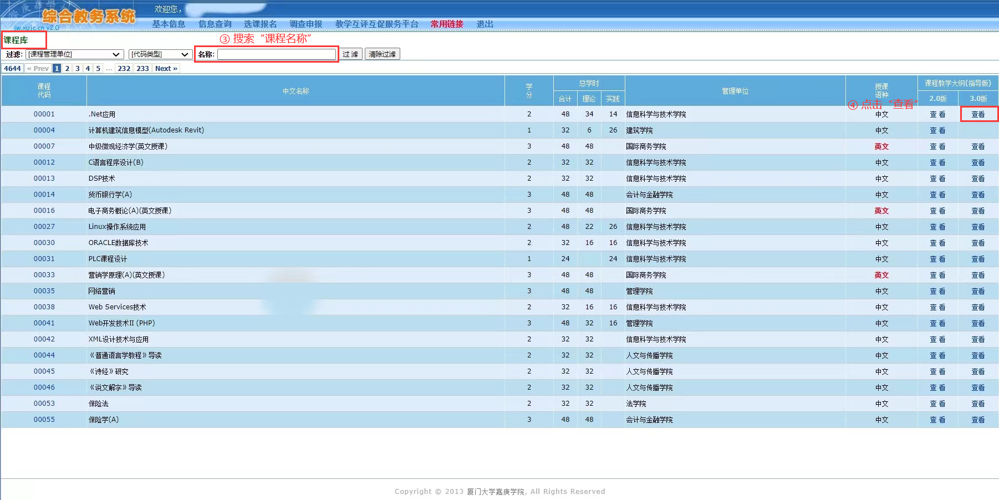 欢迎您，
综合教务系统
jw.xujc.cn v2.0
基本信息 信息查询 选课报名 调查申报 教学互评互促服务平台 常用链接 退出
课程库
③ 搜索“课程名称”
过滤: [课程管理单位] [代码类型] 名称: 过 滤 清除过滤
4644 « Prev 1 2 3 4 5 ... 232 233 Next »
课程代码 中文名称 学分 总学时 管理单位 授课语种 课程教学大纲(指导版)
合计 理论 实践 2.0版 3.0版
④ 点击“查看”
00001 .Net应用 2 48 34 14 信息科学与技术学院 中文 查 看 查看
00004 计算机建筑信息模型(Autodesk Revit) 1 32 6 26 建筑学院 中文 查 看
00007 中级微观经济学(英文授课) 3 48 48 国际商务学院 英文 查 看 查看
00012 C语言程序设计(B) 2 32 32 信息科学与技术学院 中文 查 看 查看
00013 DSP技术 2 32 32 信息科学与技术学院 中文 查 看 查看
00014 货币银行学(A) 3 48 48 会计与金融学院 中文 查 看 查看
00016 电子商务概论(A)(英文授课) 3 48 48 国际商务学院 英文 查 看 查看
00027 Linux操作系统应用 2 48 22 26 信息科学与技术学院 中文 查 看 查看
00030 ORACLE数据库技术 2 32 16 16 信息科学与技术学院 中文 查 看 查看
00031 PLC课程设计 1 24 24 信息科学与技术学院 中文 查 看 查看
00033 营销学原理(A)(英文授课) 3 48 48 国际商务学院 英文 查 看 查看
00035 网络营销 3 48 48 管理学院 中文 查 看 查看
00038 Web Services技术 2 32 16 16 信息科学与技术学院 中文 查 看 查看
00041 Web开发技术II (PHP) 3 48 32 16 管理学院 中文 查 看 查看
00042 XML设计技术与应用 2 32 32 信息科学与技术学院 中文 查 看 查看
00044 《普通语言学教程》导读 2 32 32 人文与传播学院 中文 查 看 查看
00045 《诗经》研究 2 32 32 人文与传播学院 中文 查 看 查看
00046 《说文解字》导读 2 32 32 人文与传播学院 中文 查 看 查看
00053 保险法 2 32 32 法学院 中文 查 看 查看
00055 保险学(A) 3 48 48 会计与金融学院 中文 查 看 查看
Copyright © 2013 厦门大学嘉庚学院, All Rights Reserved